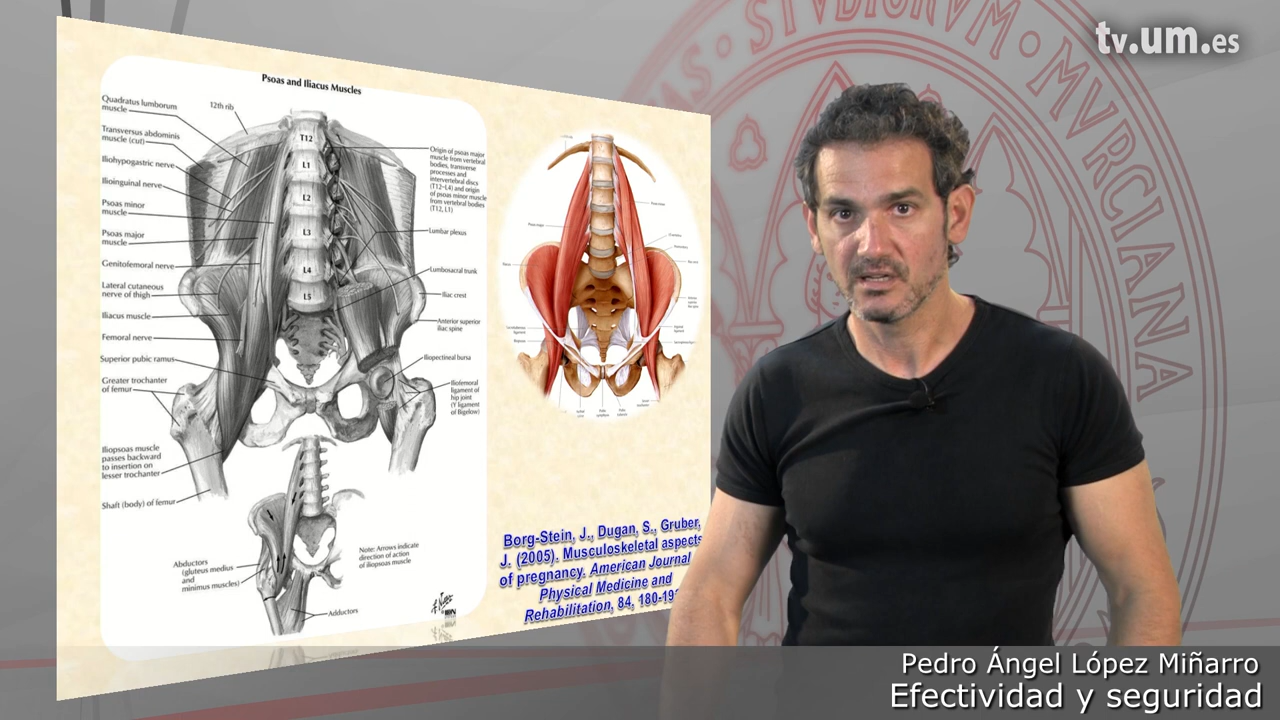 tv.um.es
STVDIORVM
MVRCIANA
Psoas and Iliacus Muscles
Quadratus lumborum
muscle
12th rib
Transversus abdominis
muscle (cut)
Iliohypogastric nerve
Ilioinguinal nerve
Psoas minor
muscle
Psoas major
muscle
Genitofemoral nerve
Lateral cutaneous
nerve of thigh
Iliacus muscle
Femoral nerve
Superior pubic ramus
Greater trochanter
of femur
Iliopsoas muscle
passes backward
to insertion on
lesser trochanter
Shaft (body) of femur
T12
L1
L2
L3
L4
L5
Origin of psoas major
muscle from vertebral
bodies, transverse
processes and
intervertebral discs
(T12–L4) and origin
of psoas minor muscle
from vertebral bodies
(T12, L1)
Lumbar plexus
Lumbosacral trunk
Iliac crest
Anterior superior
iliac spine
Iliopectineal bursa
Iliofemoral
ligament of
hip joint
(Y ligament
of Bigelow)
Abductors
(gluteus medius
and
minimus muscles)
Note: Arrows indicate
direction of action
of iliopsoas muscle
Adductors
Borg-Stein, J., Dugan, S., Gruber,
J. (2005). Musculoskeletal aspects
of pregnancy. American Journal
Physical Medicine and
Rehabilitation, 84, 180-19
Pedro Ángel López Miñarro
Efectividad y seguridad